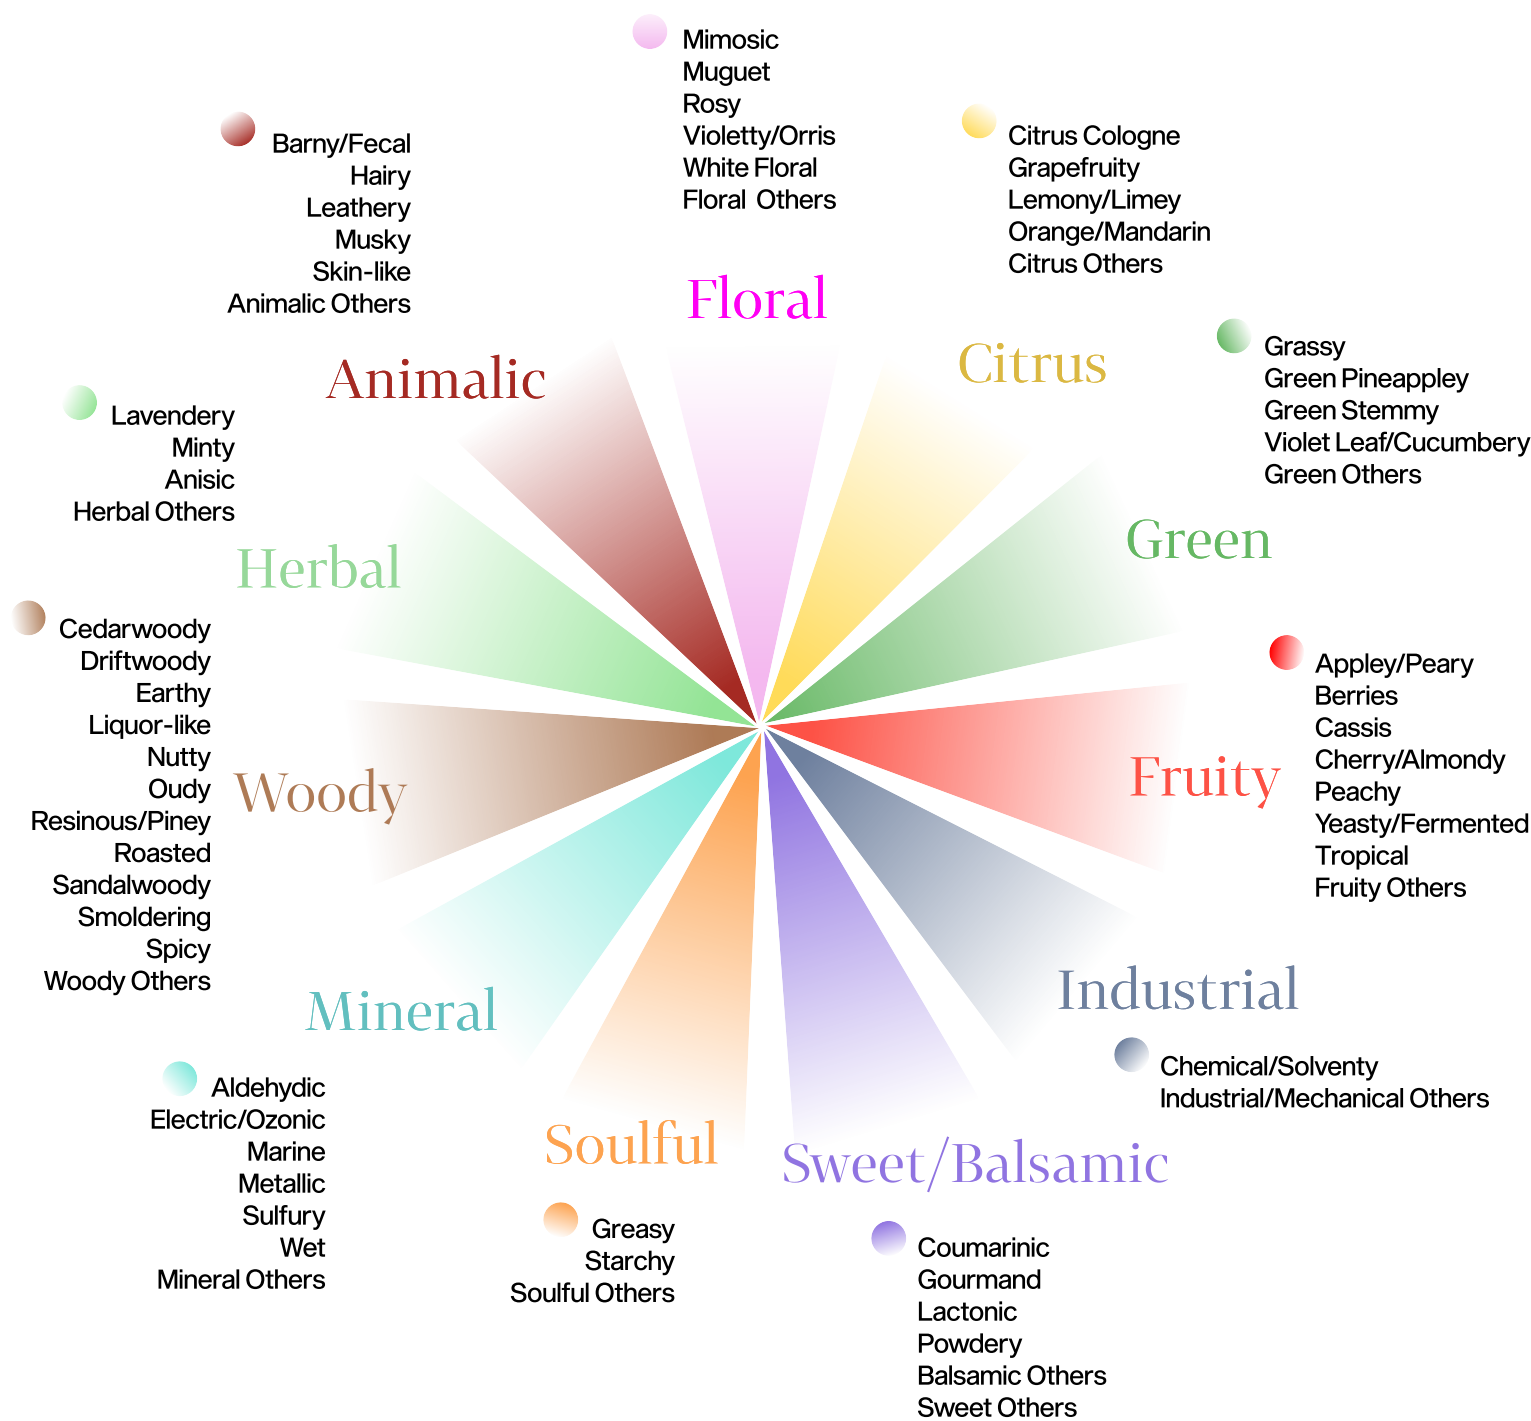 Mimosic
Muguet
Rosy
Violetty/Orris
White Floral
Floral Others
Floral
Citrus Cologne
Grapefruity
Lemony/Limey
Orange/Mandarin
Citrus Others
Citrus
Grassy
Green Pineappley
Green Stemmy
Violet Leaf/Cucumbery
Green Others
Green
Appley/Peary
Berries
Cassis
Cherry/Almondy
Peachy
Yeasty/Fermented
Tropical
Fruity Others
Fruity
Industrial
Chemical/Solventy
Industrial/Mechanical Others
Sweet/Balsamic
Coumarinic
Gourmand
Lactonic
Powdery
Balsamic Others
Sweet Others
Soulful
Greasy
Starchy
Soulful Others
Mineral
Aldehydic
Electric/Ozonic
Marine
Metallic
Sulfury
Wet
Mineral Others
Cedarwoody
Driftwoody
Earthy
Liquor-like
Nutty
Oudy
Resinous/Piney
Roasted
Sandalwoody
Smoldering
Spicy
Woody Others
Woody
Lavendery
Minty
Anisic
Herbal Others
Herbal
Barny/Fecal
Hairy
Leathery
Musky
Skin-like
Animalic Others
Animalic